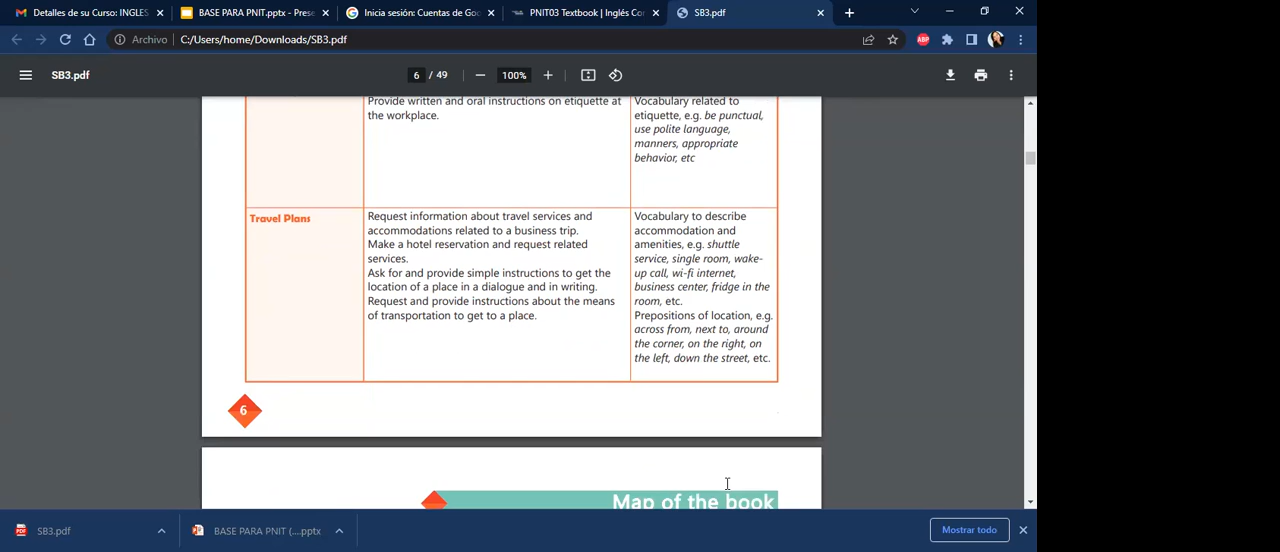 Detalles de su Curso: INGLES
BASE PARA PNIT.pptx - Prese
Inicia sesión: Cuentas de Goo
PNIT03 Textbook | Inglés Co
SB3.pdf
Archivo
C:/Users/home/Downloads/SB3.pdf
ABP
SB3.pdf
6 / 49
100%
Provide written and oral instructions on etiquette at
the workplace.
Vocabulary related to
etiquette, e.g. be punctual,
use polite language,
manners, appropriate
behavior, etc
Travel Plans
Request information about travel services and
accommodations related to a business trip.
Make a hotel reservation and request related
services.
Ask for and provide simple instructions to get the
location of a place in a dialogue and in writing.
Request and provide instructions about the means
of transportation to get to a place.
Vocabulary to describe
accommodation and
amenities, e.g. shuttle
service, single room, wake-
up call, wi-fi internet,
business center, fridge in the
room, etc.
Prepositions of location, e.g.
across from, next to, around
the corner, on the right, on
the left, down the street, etc.
6
Map of the book
SB3.pdf
BASE PARA PNIT (....pptx
Mostrar todo